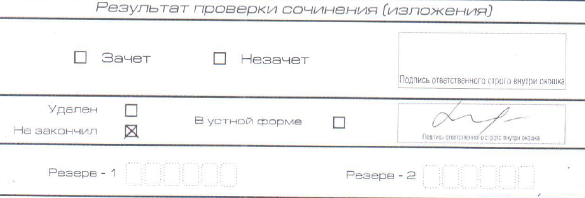 Результат проверки сочинения (изложения)
Зачет
Незачет
Подпись ответственного строго внутри окошка
Удален
Не закончил
В устной форме
Подпись ответственного строго внутри окошка
Резерв - 1
Резерв - 2